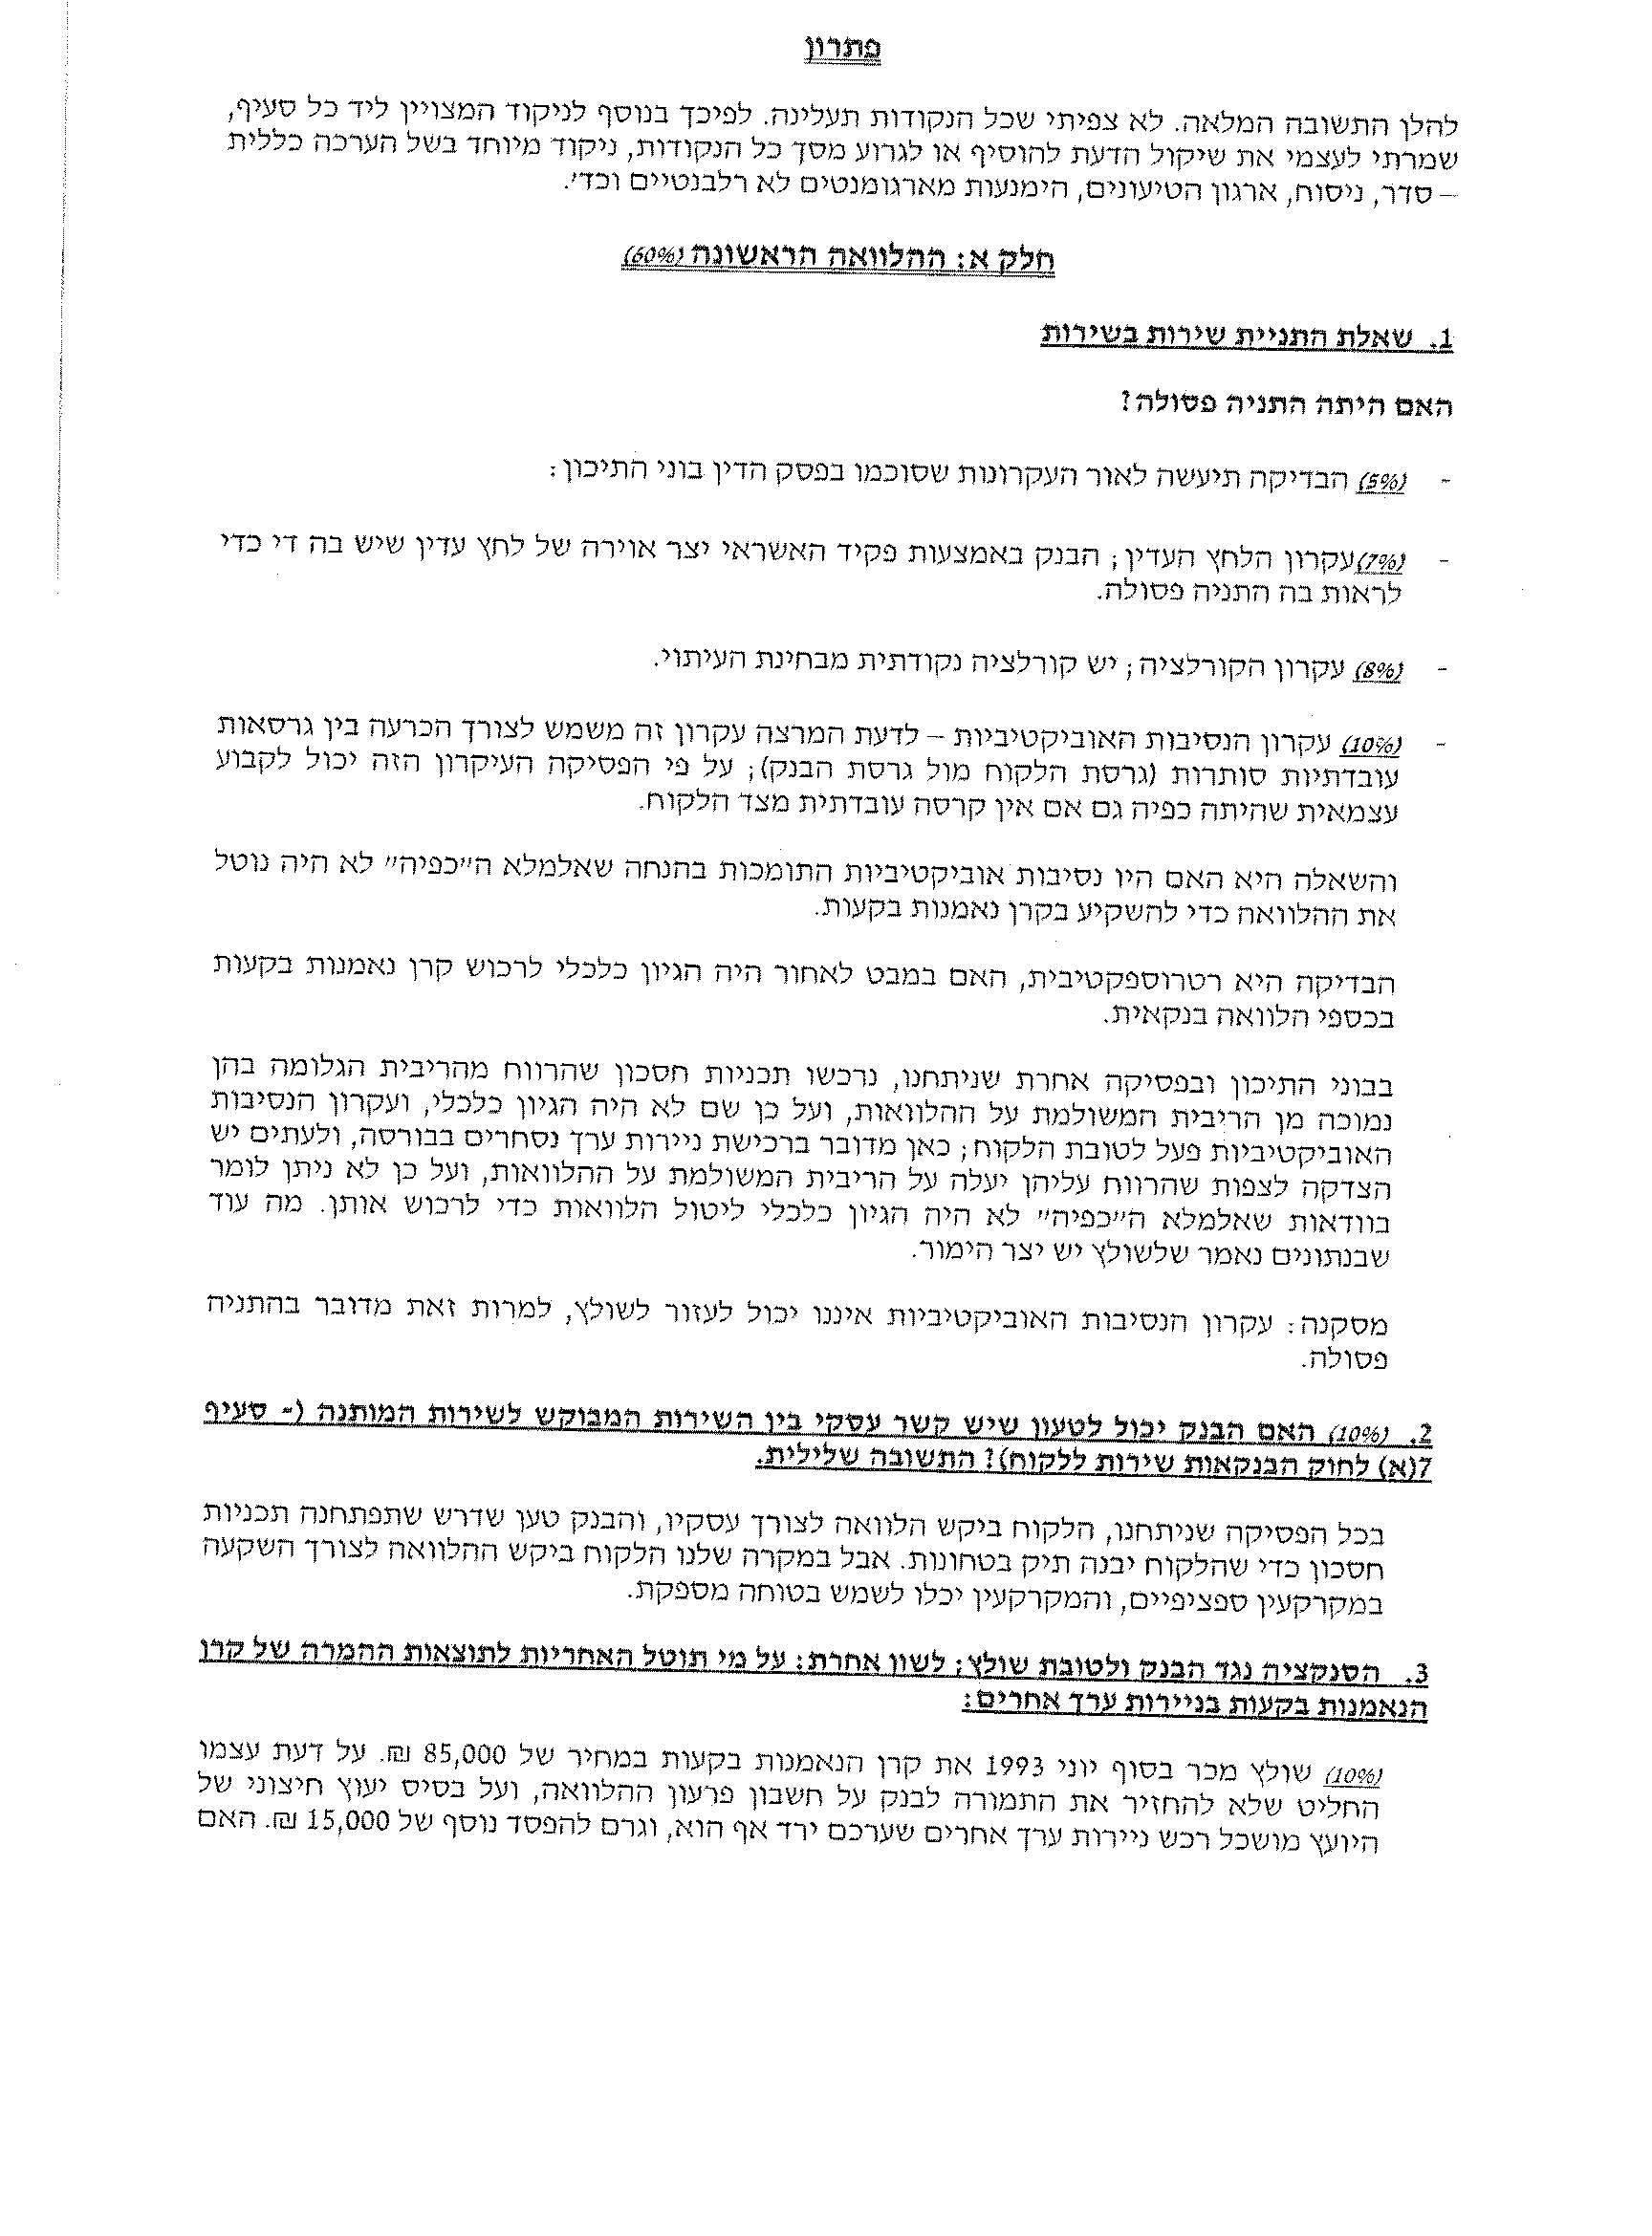 פתרון
להלן התשובה המלאה. לא צפיתי שכל הנקודות תעלינה. לפיכך בנוסף לניקוד המצויין ליד כל סעיף,
שמרתי לעצמי את שיקול הדעת להוסיף או לגרוע מסך כל הנקודות, ניקוד מיוחד בשל הערכה כללית
– סדר, ניסוח, ארגון הטיעונים, הימנעות מארגומנטים לא רלבנטיים וכדי.
חלק א: ההלוואה הראשונה (60%)
1. שאלת התניית שירות בשירות
האם היתה התניה פסולה?
- (5%) הבדיקה תיעשה לאור העקרונות שסוכמו בפסק הדין בוני התיכון:
- (7%) עקרון הלחץ העדין; הבנק באמצעות פקיד האשראי יצר אוירה של לחץ עדין שיש בה די כדי
לראות בה התניה פסולה.
- (8%) עקרון הקורלציה; יש קורלציה נקודתית מבחינת העיתוי.
- (10%) עקרון הנסיבות האוביקטיביות – לדעת המרצה עקרון זה משמש לצורך הכרעה בין גרסאות
עובדתיות סותרות (גרסת הלקוח מול גרסת הבנק); על פי הפסיקה העיקרון הזה יכול לקבוע
עצמאית שהיתה כפיה גם אם אין קרסה עובדתית מצד הלקוח.
והשאלה היא האם היו נסיבות אוביקטיביות התומכות בהנחה שאלמלא ה"כפיה" לא היה נוטל
את ההלוואה כדי להשקיע בקרן נאמנות בקעות.
הבדיקה היא רטרוספקטיבית, האם במבט לאחור היה הגיון כלכלי לרכוש קרן נאמנות בקעות
בכספי הלוואה בנקאית.
בבוני התיכון ובפסיקה אחרת שניתחנו, נרכשו תכניות חסכון שהרווח מהריבית הגלומה בהן
נמוכה מן הריבית המשולמת על ההלוואות, ועל כן שם לא היה הגיון כלכלי, ועקרון הנסיבות
האוביקטיביות פעל לטובת הלקוח; כאן מדובר ברכישת ניירות ערך נסחרים בבורסה, ולעתים יש
הצדקה לצפות שהרווח עליהן יעלה על הריבית המשולמת על ההלוואות, ועל כן לא ניתן לומר
בוודאות שאלמלא ה"כפיה" לא היה הגיון כלכלי ליטול הלוואות כדי לרכוש אותן. מה עוד
שבנתונים נאמר שלשולץ יש יצר הימור.
מסקנה: עקרון הנסיבות האוביקטיביות איננו יכול לעזור לשולץ, למרות זאת מדובר בהתניה
פסולה.
2. (10%) האם הבנק יכול לטעון שיש קשר עסקי בין השירות המבוקש לשירות המותנה (- סעיף
7(א) לחוק הבנקאות שירות ללקוח)? התשובה שלילית.
בכל הפסיקה שניתחנו, הלקוח ביקש הלוואה לצורך עסקיו, והבנק טען שדרש שתפתחנה תכניות
חסכון כדי שהלקוח יבנה תיק בטחונות. אבל במקרה שלנו הלקוח ביקש ההלוואה לצורך השקעה
במקרקעין ספציפיים, והמקרקעין יכלו לשמש בטוחה מספקת.
3. הסנקציה נגד הבנק ולטובת שולץ; לשון אחרת: על מי תוטל האחריות לתוצאות ההמרה של קרן
הנאמנות בקעות בניירות ערך אחרים:
(10%) שולץ מכר בסוף יוני 1993 את קרן הנאמנות בקעות במחיר של 85,000 ₪. על דעת עצמו
החליט שלא להחזיר את התמורה לבנק על חשבון פרעון ההלוואה, ועל בסיס יעוץ חיצוני של
היועץ מושכל רכש ניירות ערך אחרים שערכם ירד אף הוא, וגרם להפסד נוסף של 15,000 ₪. האם